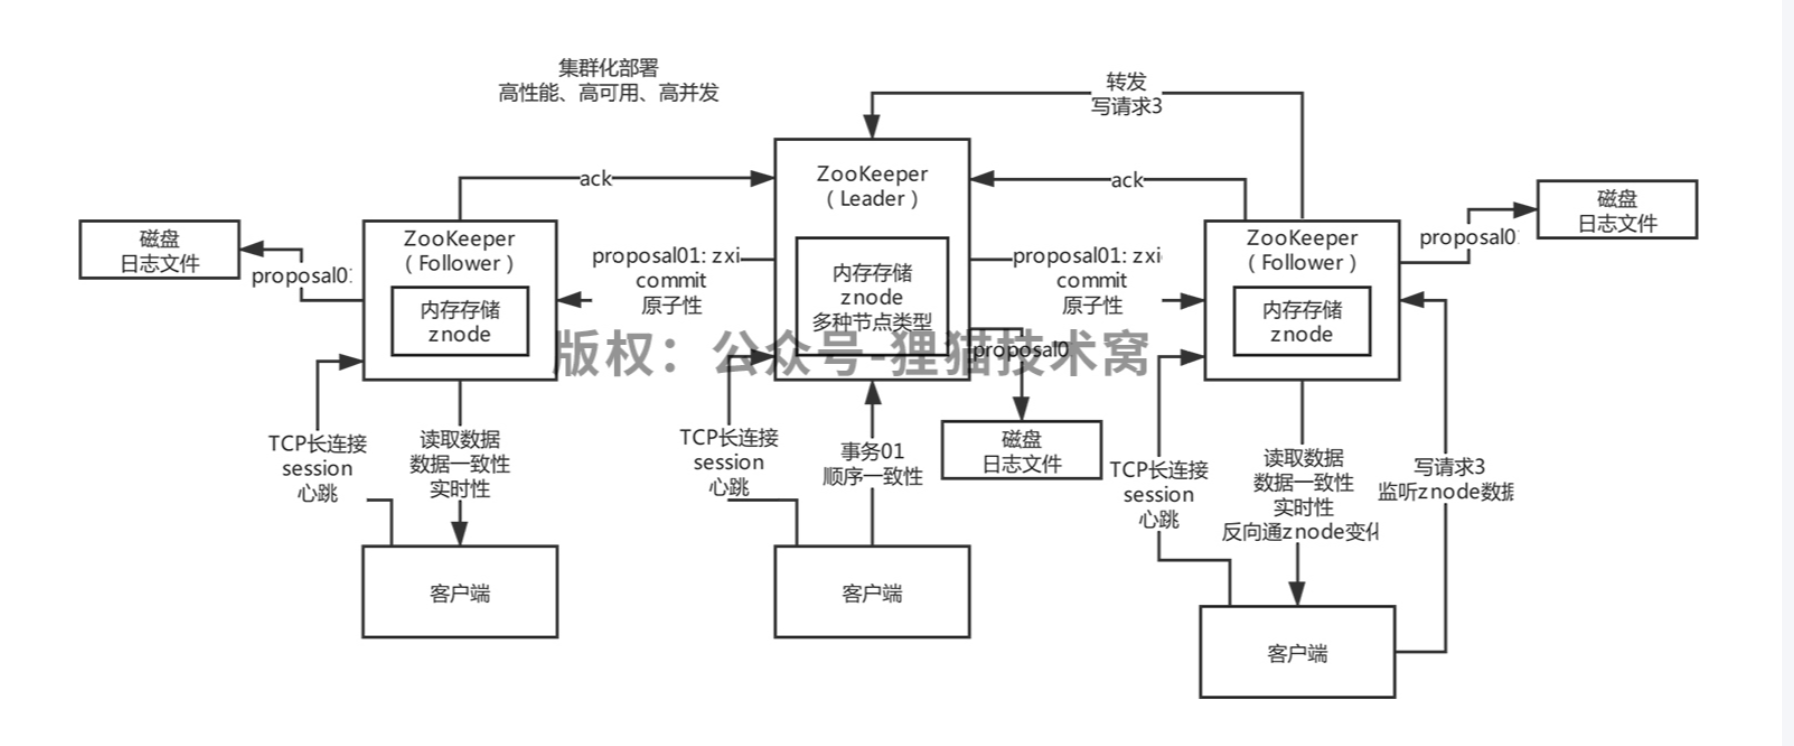 集群化部署
高性能、高可用、高并发
转发
写请求3
ack
ZooKeeper
( Leader )
ack
磁盘
日志文件
proposal0
ZooKeeper
( Follower )
内存存储
znode
proposal01: zxi
commit
原子性
内存存储
znode
多种节点类型
proposal01: zxi
commit
原子性
ZooKeeper
( Follower )
内存存储
znode
proposal0
磁盘
日志文件
版权：公众号-狸猫技术窝
proposal0
磁盘
日志文件
TCP长连接
session
心跳
读取数据
数据一致性
实时性
TCP长连接
session
心跳
事务01
顺序一致性
TCP长连接
session
心跳
读取数据
数据一致性
实时性
反向通znode变化
写请求3
监听znode数据
客户端
客户端
客户端